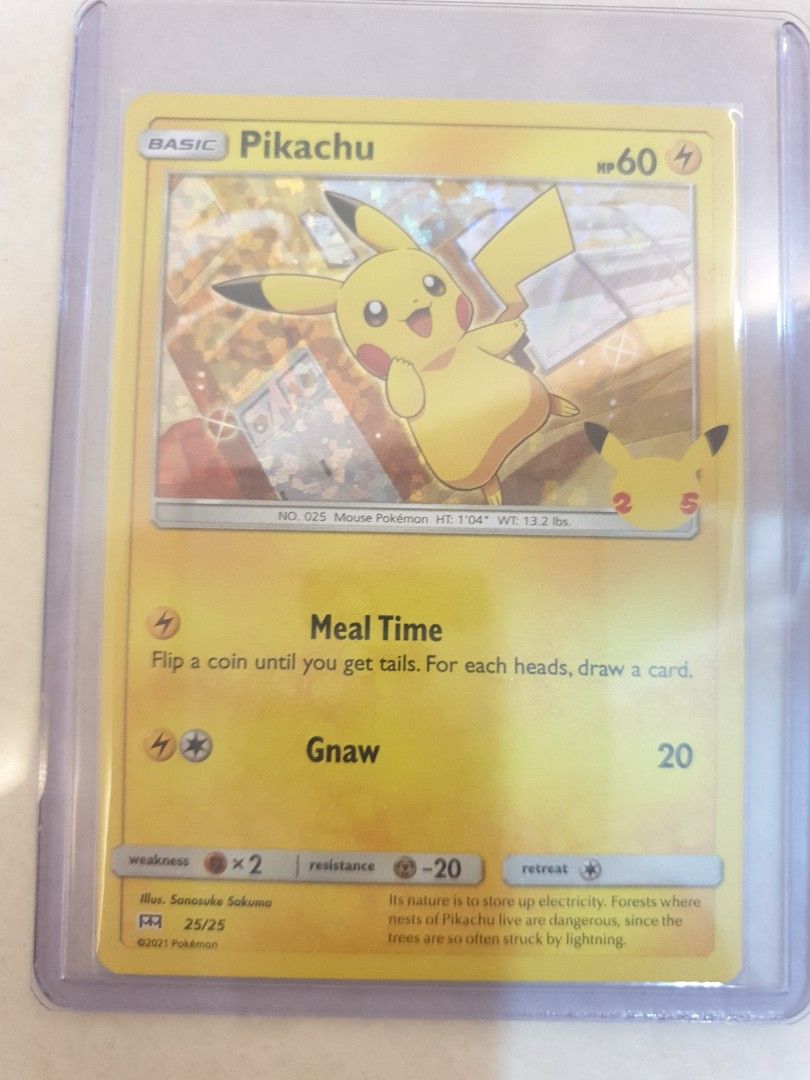 BASIC Pikachu HP60
NO. 025 Mouse Pokémon HT: 1'04" WT: 13.2 lbs.
2 5
Meal Time
Flip a coin until you get tails. For each heads, draw a card.
Gnaw 20
weakness ×2 resistance -20 retreat
Illus. Sanosuke Sakuma
25/25
©2021 Pokémon
Its nature is to store up electricity. Forests where
nests of Pikachu live are dangerous, since the
trees are so often struck by lightning.